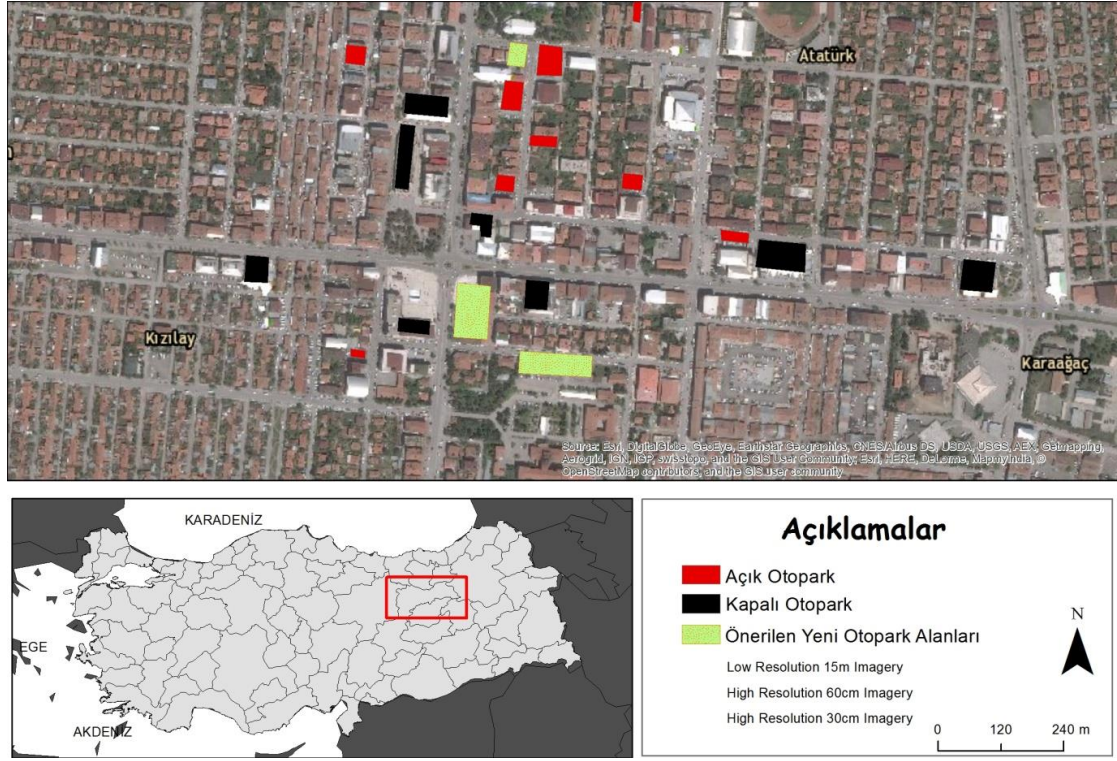 Atatürk
Kızılay
Karaağaç
Source: Esri, DigitalGlobe, GeoEye, Earthstar Geographics, CNES/Airbus DS, USDA, USGS, AEX, Getmapping,
Aerogrid, IGN, IGP, swisstopo, and the GIS User Community; Esri, HERE, DeLorme, MapmyIndia, ©
OpenStreetMap contributors, and the GIS user community
KARADENİZ
EGE
AKDENİZ
Açıklamalar
Açık Otopark
Kapalı Otopark
Önerilen Yeni Otopark Alanları
Low Resolution 15m Imagery
High Resolution 60cm Imagery
High Resolution 30cm Imagery
N
0 120 240 m